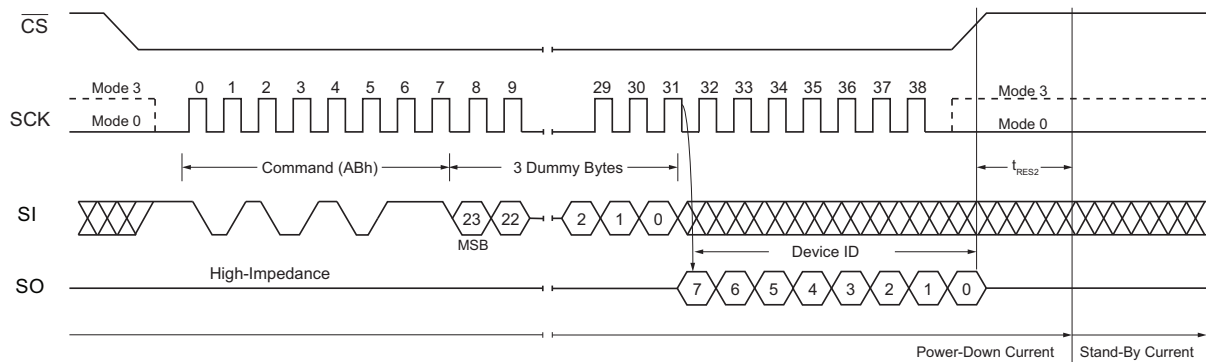 CS
SCK
Mode 3
Mode 0
0 1 2 3 4 5 6 7 8 9
29 30 31 32 33 34 35 36 37 38
Mode 3
Mode 0
Command (ABh)
3 Dummy Bytes
tRES2
SI
23 22
MSB
2 1 0
Device ID
High-Impedance
SO
7 6 5 4 3 2 1 0
Power-Down Current
Stand-By Current